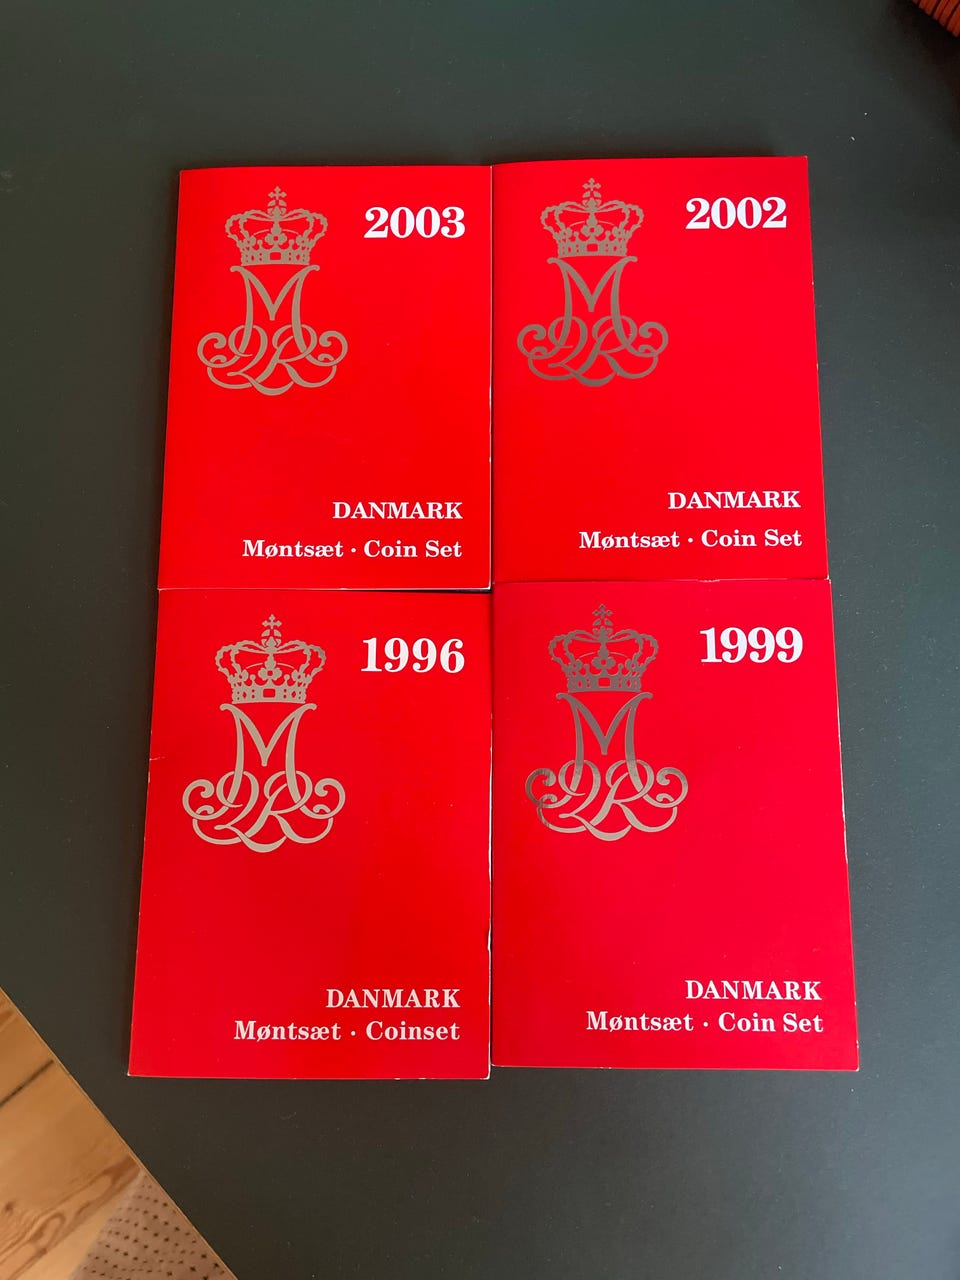 2003
DANMARK
Møntsæt · Coin Set
2002
DANMARK
Møntsæt · Coin Set
1996
DANMARK
Møntsæt · Coinset
1999
DANMARK
Møntsæt · Coin Set